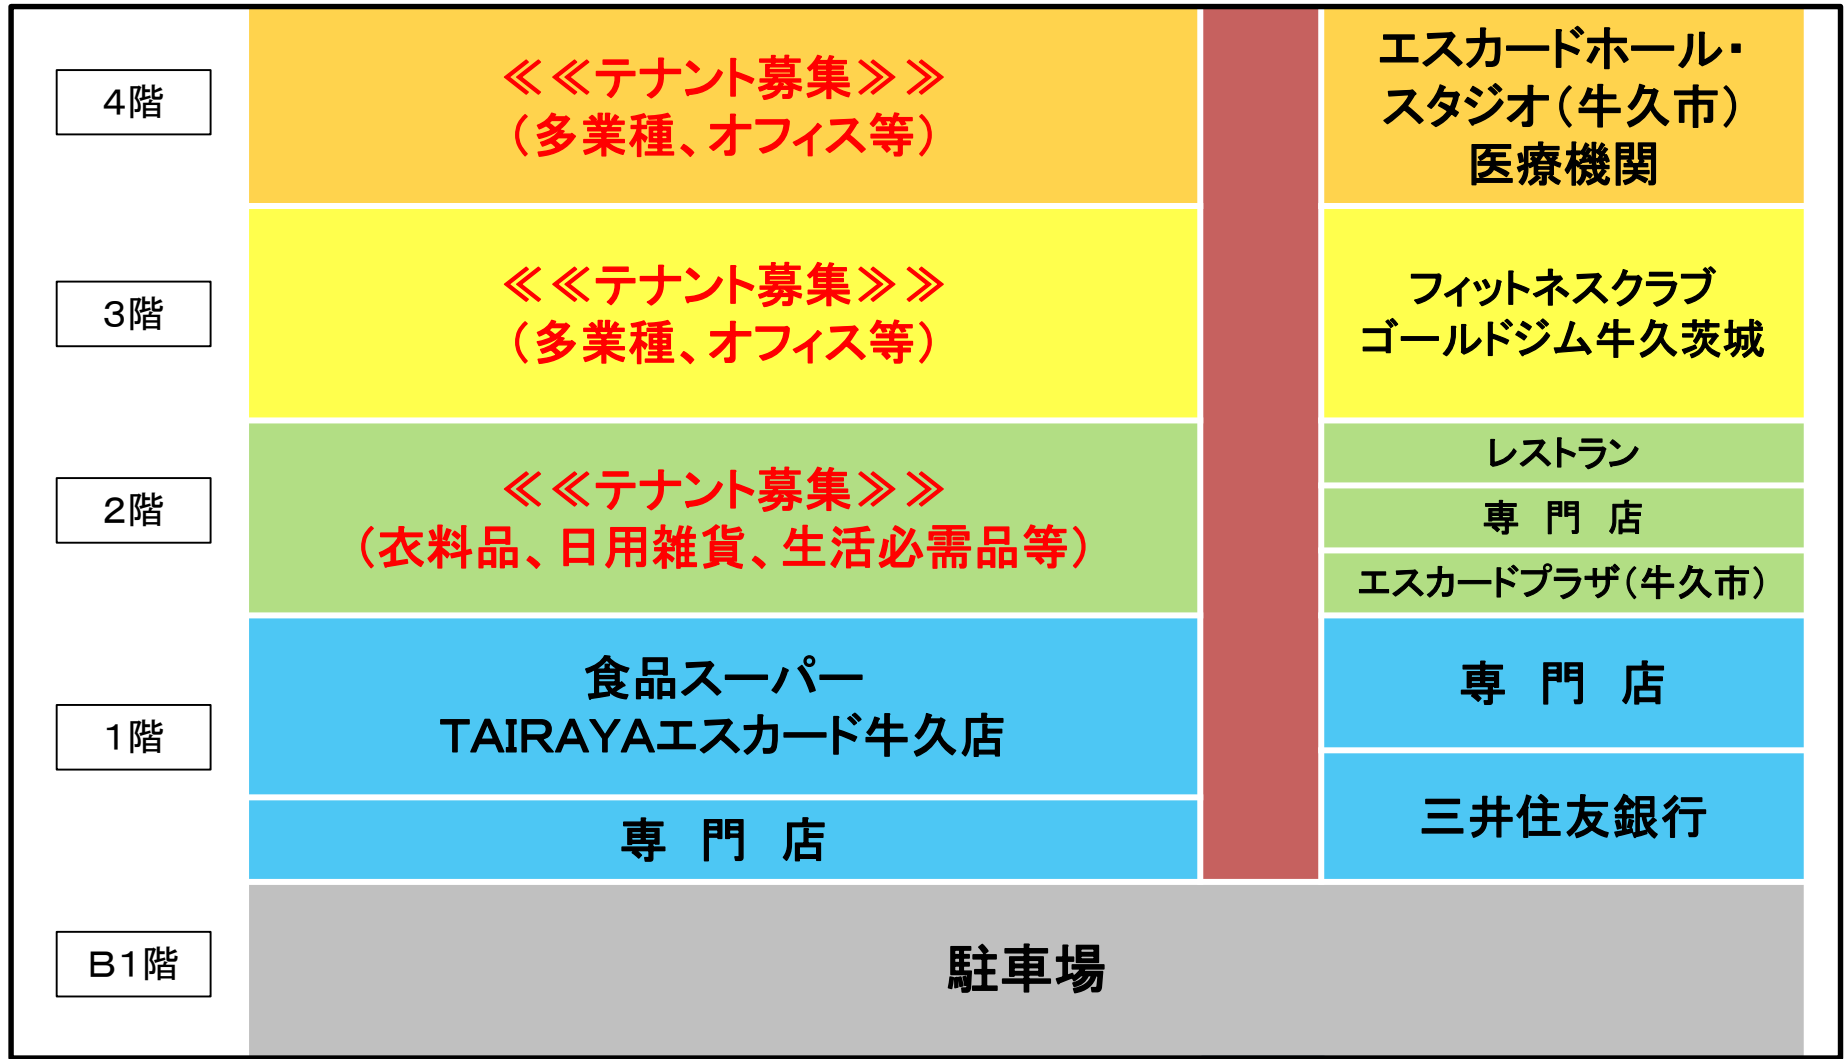 4階
≪≪テナント募集≫≫
（多業種、オフィス等）
エスカードホール・
スタジオ（牛久市）
医療機関
3階
≪≪テナント募集≫≫
（多業種、オフィス等）
フィットネスクラブ
ゴールドジム牛久茨城
2階
≪≪テナント募集≫≫
（衣料品、日用雑貨、生活必需品等）
レストラン
専　門　店
エスカードプラザ（牛久市）
1階
食品スーパー
TAIRAYAエスカード牛久店
専　門　店
専　門　店
三井住友銀行
B1階
駐車場